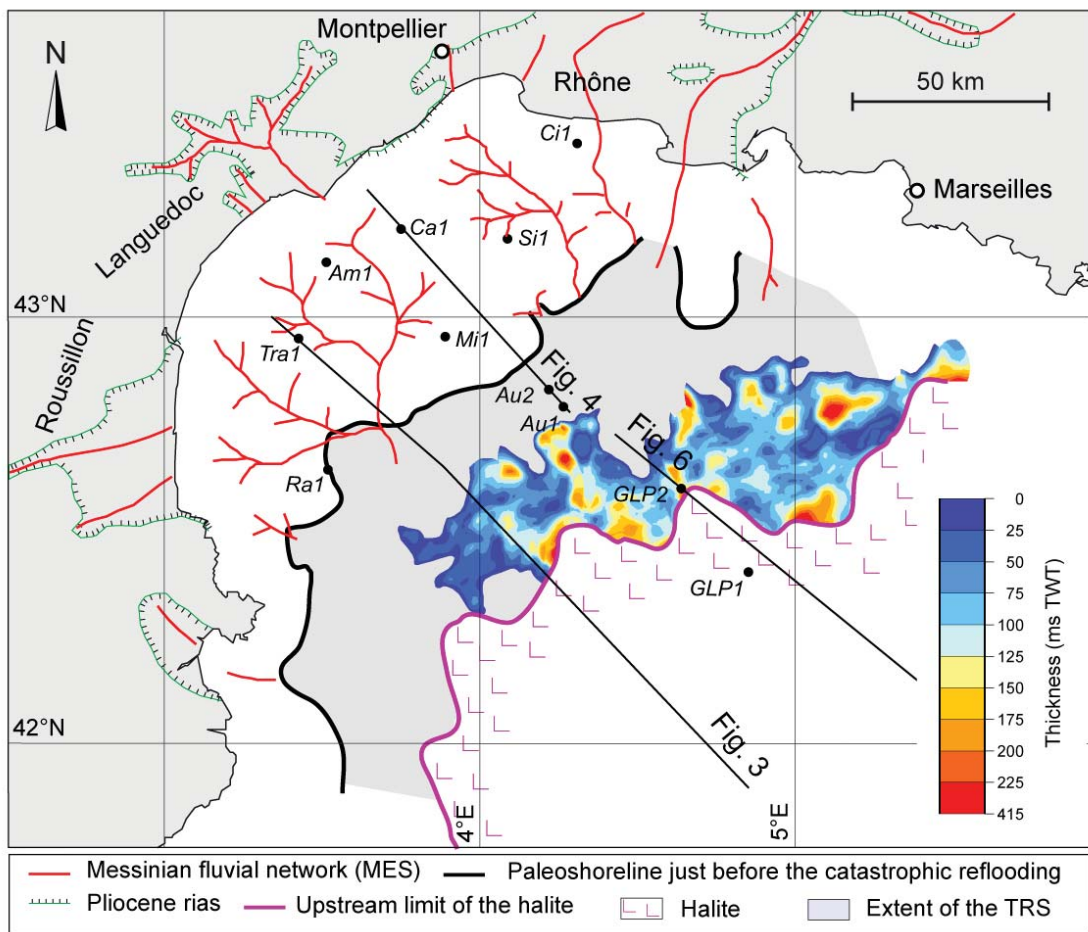 Montpellier
N
Rhône
50 km
Ci1
Marseilles
Languedoc
Ca1
Si1
Am1
43°N
Tra1
Mi1
Fig. 4
Roussillon
Au2
Au1
Fig. 6
Ra1
GLP2
GLP1
0
25
50
75
100
125
150
175
200
225
415
Thickness (ms TWT)
42°N
Fig. 3
4°E
5°E
Messinian fluvial network (MES)
Paleoshoreline just before the catastrophic reflooding
Pliocene rias
Upstream limit of the halite
Halite
Extent of the TRS